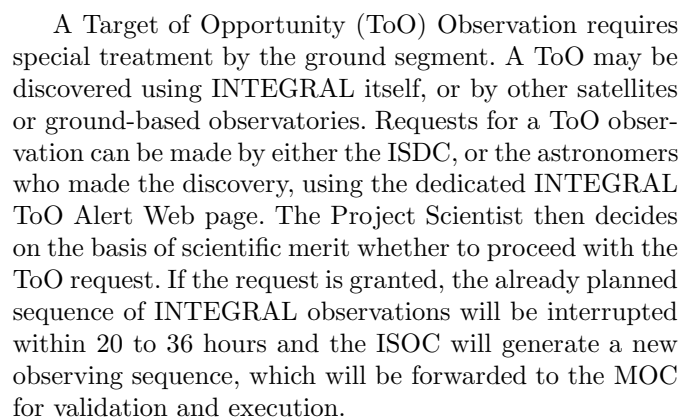 A Target of Opportunity (ToO) Observation requires
special treatment by the ground segment. A ToO may be
discovered using INTEGRAL itself, or by other satellites
or ground-based observatories. Requests for a ToO obser-
vation can be made by either the ISDC, or the astronomers
who made the discovery, using the dedicated INTEGRAL
ToO Alert Web page. The Project Scientist then decides
on the basis of scientific merit whether to proceed with the
ToO request. If the request is granted, the already planned
sequence of INTEGRAL observations will be interrupted
within 20 to 36 hours and the ISOC will generate a new
observing sequence, which will be forwarded to the MOC
for validation and execution.